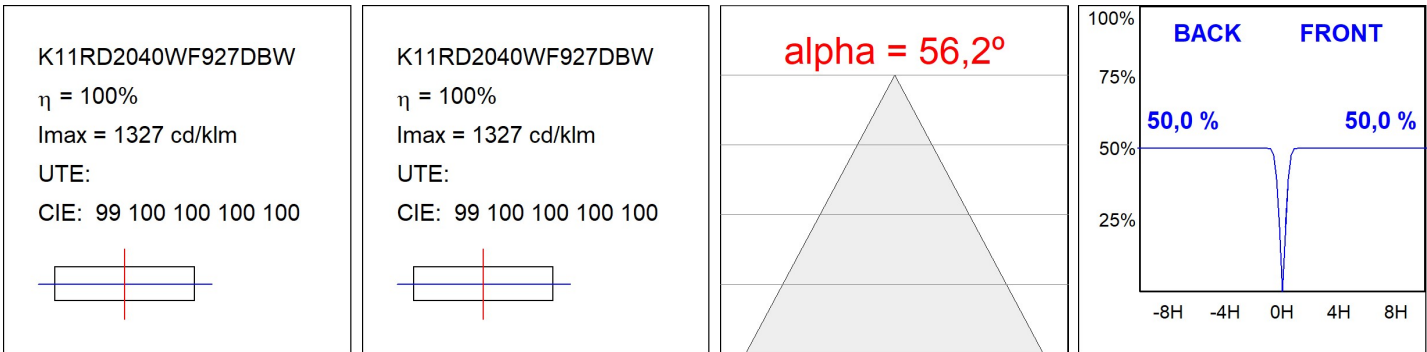 K11RD2040WF927DBW
η = 100%
Imax = 1327 cd/klm
UTE:
CIE:  99 100 100 100 100
K11RD2040WF927DBW
η = 100%
Imax = 1327 cd/klm
UTE:
CIE:  99 100 100 100 100
alpha = 56,2º
100%
BACK FRONT
75%
50,0 % 50,0 %
50%
25%
-8H -4H 0H 4H 8H